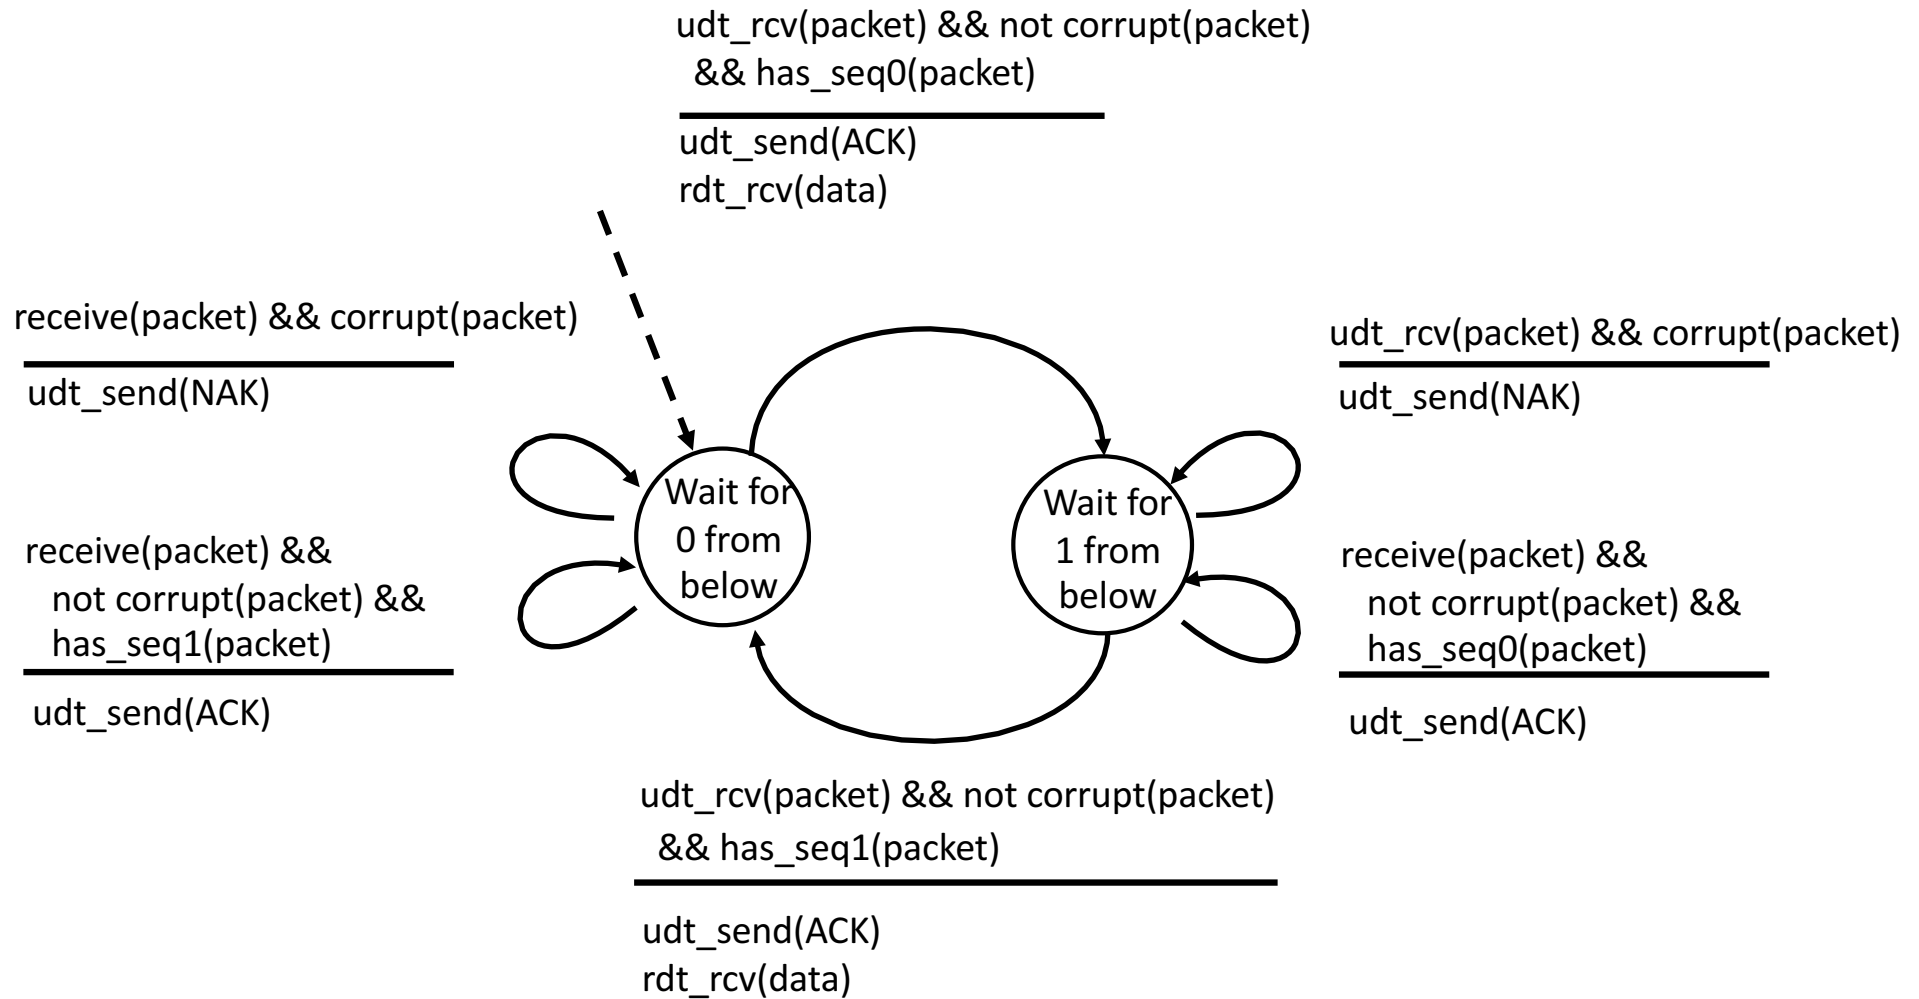 udt_rcv(packet) && not corrupt(packet)
&& has_seq0(packet)
udt_send(ACK)
rdt_rcv(data)
receive(packet) && corrupt(packet)
udt_send(NAK)
udt_rcv(packet) && corrupt(packet)
udt_send(NAK)
Wait for
0 from
below
Wait for
1 from
below
receive(packet) &&
not corrupt(packet) &&
has_seq1(packet)
udt_send(ACK)
receive(packet) &&
not corrupt(packet) &&
has_seq0(packet)
udt_send(ACK)
udt_rcv(packet) && not corrupt(packet)
&& has_seq1(packet)
udt_send(ACK)
rdt_rcv(data)